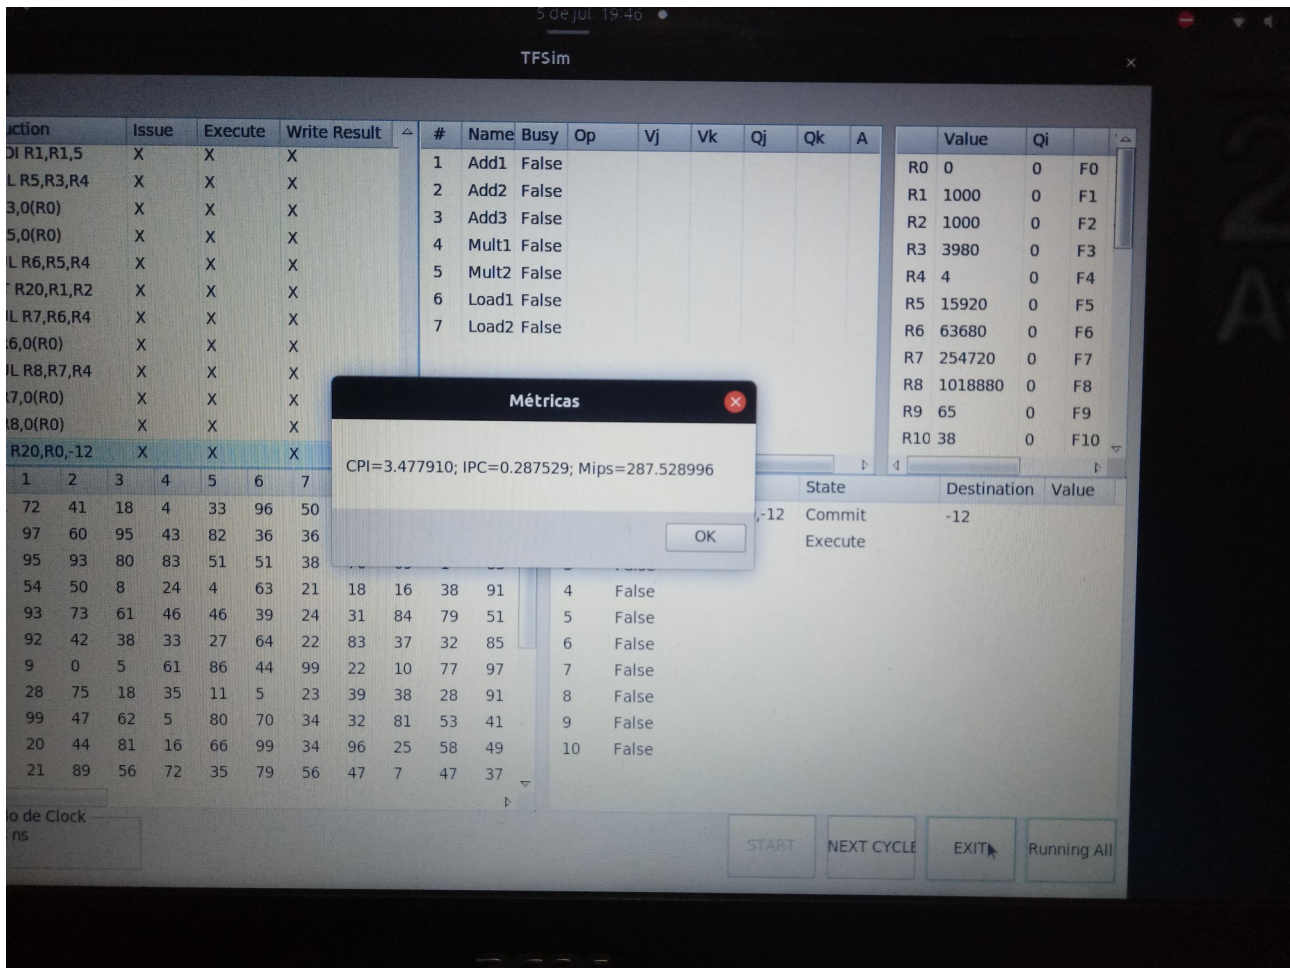 5 de jul 19:46
TFSim
Issue Execute Write Result
R1,R1,5 X X X
R5,R3,R4 X X X
3,0(R0) X X X
5,0(R0) X X X
R6,R5,R4 X X X
R20,R1,R2 X X X
R7,R6,R4 X X X
6,0(R0) X X X
R8,R7,R4 X X X
7,0(R0) X X X
8,0(R0) X X X
R20,R0,-12 X X X
# Name Busy Op Vj Vk Qj Qk A
1 Add1 False
2 Add2 False
3 Add3 False
4 Mult1 False
5 Mult2 False
6 Load1 False
7 Load2 False
Value Qi
R0 0 0 F0
R1 1000 0 F1
R2 1000 0 F2
R3 3980 0 F3
R4 4 0 F4
R5 15920 0 F5
R6 63680 0 F6
R7 254720 0 F7
R8 1018880 0 F8
R9 65 0 F9
R10 38 0 F10
Métricas
CPI=3.477910; IPC=0.287529; Mips=287.528996
OK
1 2 3 4 5 6 7
72 41 18 4 33 96 50
97 60 95 43 82 36 36
95 93 80 83 51 51 38
54 50 8 24 4 63 21 18 16 38 91
93 73 61 46 46 39 24 31 84 79 51
92 42 38 33 27 64 22 83 37 32 85
9 0 5 61 86 44 99 22 10 77 97
28 75 18 35 11 5 23 39 38 28 91
99 47 62 5 80 70 34 32 81 53 41
20 44 81 16 66 99 34 96 25 58 49
21 89 56 72 35 79 56 47 7 47 37
State Destination Value
,-12 Commit -12
Execute
4 False
5 False
6 False
7 False
8 False
9 False
10 False
de Clock
ns
START
NEXT CYCLE
EXIT
Running All